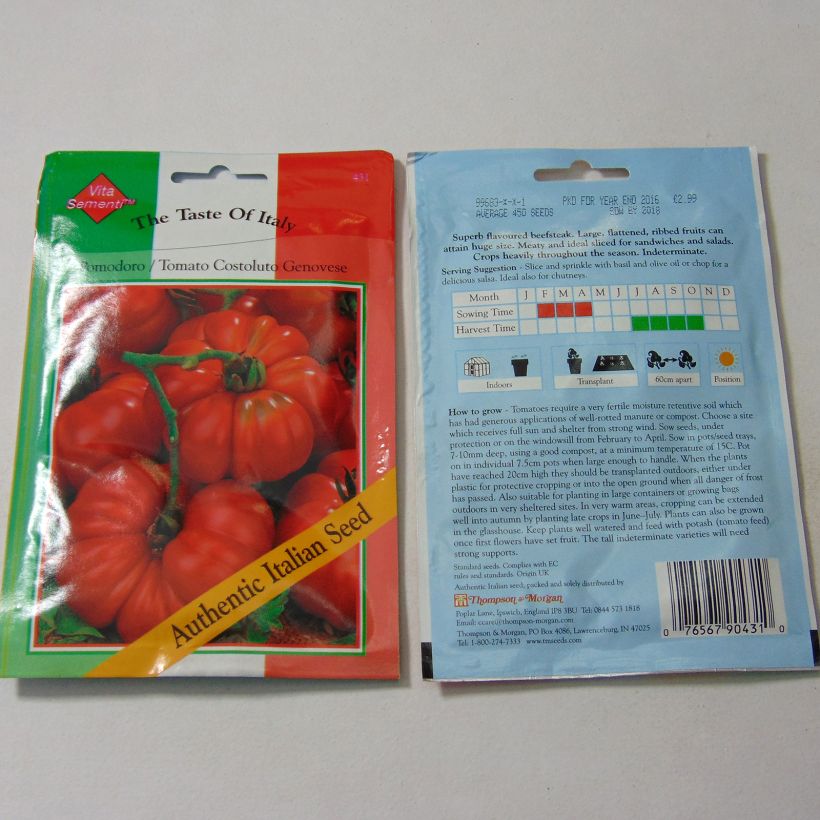 Vita
Sementi™
The Taste Of Italy
431
Pomodoro / Tomato Costoluto Genovese
Authentic Italian Seed
99683-X-X-1 PKD FOR YEAR END 2016 £2.99
AVERAGE 450 SEEDS SOW BY 2018
Superb flavoured beefsteak. Large, flattened, ribbed fruits can
attain huge size. Meaty and ideal sliced for sandwiches and salads.
Crops heavily throughout the season. Indeterminate.
Serving Suggestion - Slice and sprinkle with basil and olive oil or chop for a
delicious salsa. Ideal also for chutneys.
Month J F M A M J J A S O N D
Sowing Time
Harvest Time
Indoors
Transplant
60cm apart
Position
How to grow - Tomatoes require a very fertile moisture retentive soil which
has had generous applications of well-rotted manure or compost. Choose a site
which receives full sun and shelter from strong wind. Sow seeds, under
protection or on the windowsill from February to April. Sow in pots/seed trays,
7-10mm deep, using a good compost, at a minimum temperature of 15C. Pot
on in individual 7.5cm pots when large enough to handle. When the plants
have reached 20cm high they should be transplanted outdoors, either under
plastic for protective cropping or into the open ground when all danger of frost
has passed. Also suitable for planting in large containers or growing bags
outdoors in very sheltered sites. In very warm areas, cropping can be extended
well into autumn by planting late crops in June-July. Plants can also be grown
in the glasshouse. Keep plants well watered and feed with potash (tomato feed)
once first flowers have set fruit. The tall indeterminate varieties will need
strong supports.
Standard seeds. Complies with EC
rules and standards. Origin UK
Authentic Italian seed, packed and solely distributed by
Thompson & Morgan
Poplar Lane, Ipswich, England IP8 3BU Tel: 0844 573 1818
Email: ccare@thompson-morgan.com
Thompson & Morgan, PO Box 4086, Lawrenceburg, IN 47025
Tel: 1-800-274-7333 www.tmseeds.com
0 76567 90431 0